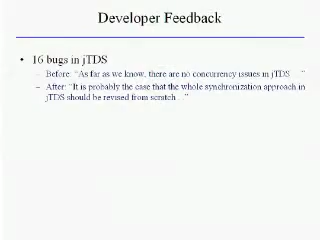 Developer Feedback
• 16 bugs in jTDS
– Before: “As far as we know, there are no concurrency issues in jTDS …”
– After: “It is probably the case that the whole synchronization approach in
jTDS should be revised from scratch …”